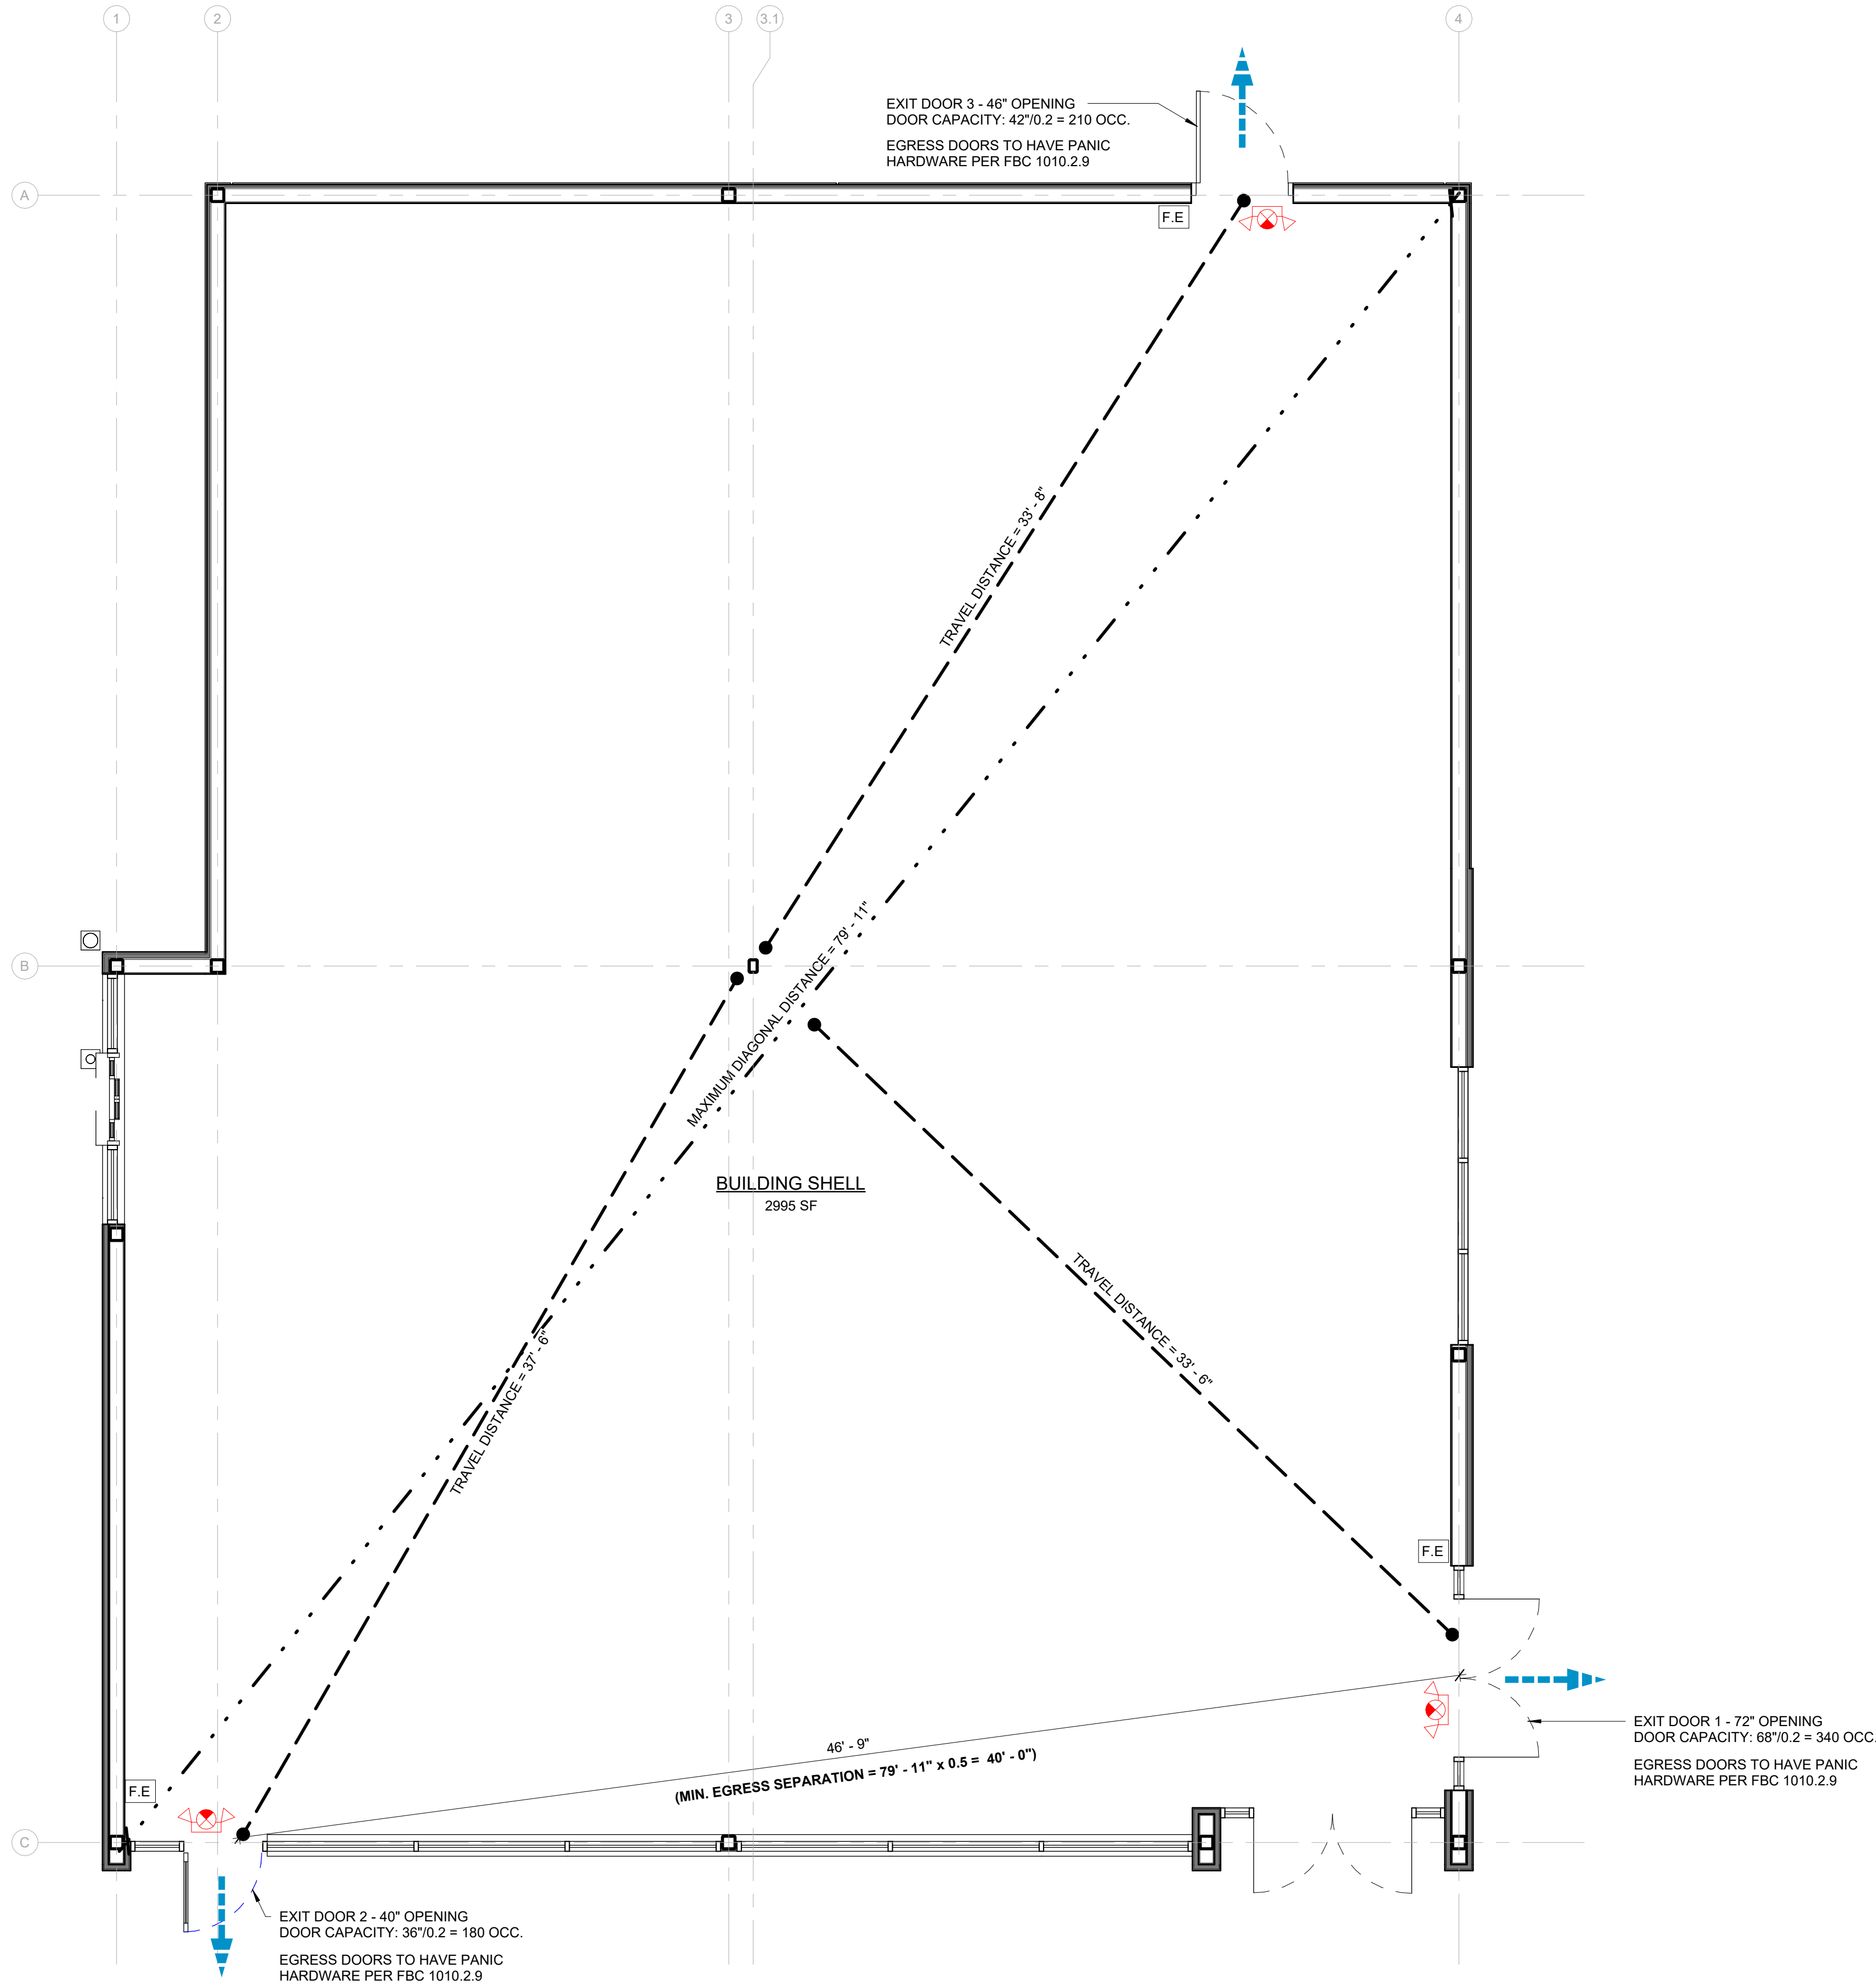 1
2
3
3.1
4
EXIT DOOR 3 - 46" OPENING
DOOR CAPACITY: 42"/0.2 = 210 OCC.
EGRESS DOORS TO HAVE PANIC
HARDWARE PER FBC 1010.2.9
A
F.E
TRAVEL DISTANCE = 33' - 8"
MAXIMUM DIAGONAL DISTANCE = 79' - 11"
B
BUILDING SHELL
2995 SF
TRAVEL DISTANCE = 33' - 6"
TRAVEL DISTANCE = 37' - 6"
F.E
46' - 9"
(MIN. EGRESS SEPARATION = 79' - 11" x 0.5 = 40' - 0")
EXIT DOOR 1 - 72" OPENING
DOOR CAPACITY: 68"/0.2 = 340 OCC.
EGRESS DOORS TO HAVE PANIC
HARDWARE PER FBC 1010.2.9
F.E
C
EXIT DOOR 2 - 40" OPENING
DOOR CAPACITY: 36"/0.2 = 180 OCC.
EGRESS DOORS TO HAVE PANIC
HARDWARE PER FBC 1010.2.9